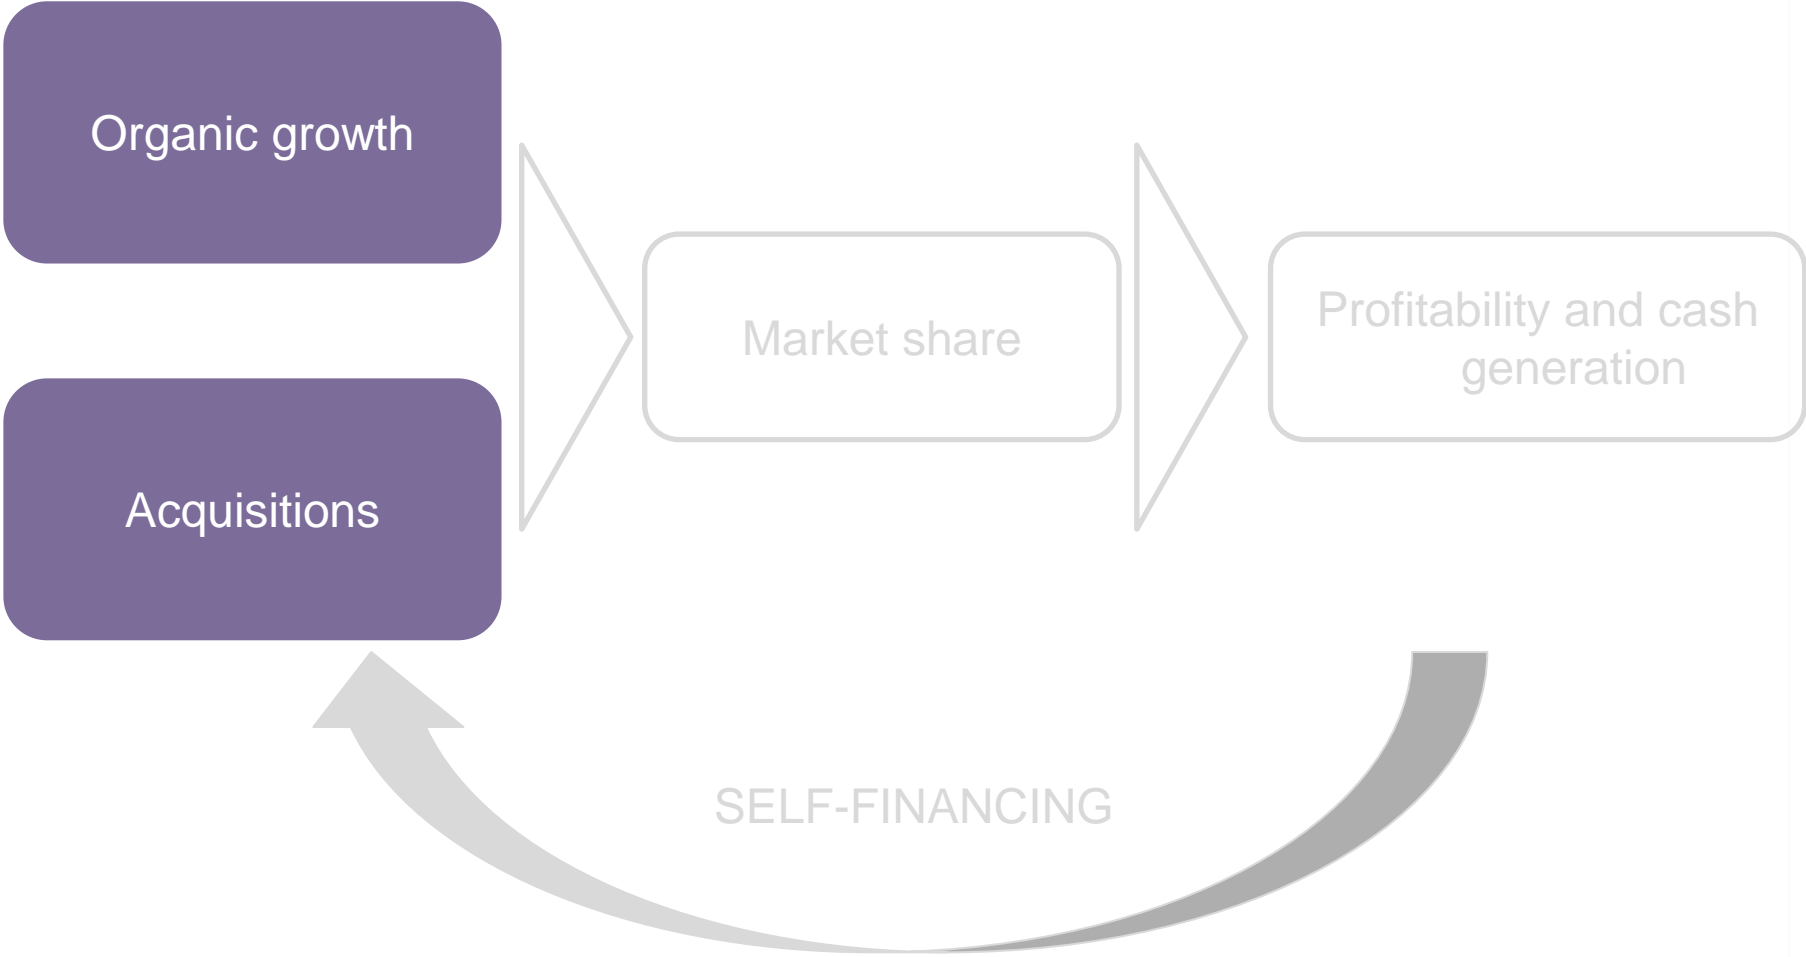 Organic growth
Acquisitions
Market share
Profitability and cash
generation
SELF-FINANCING